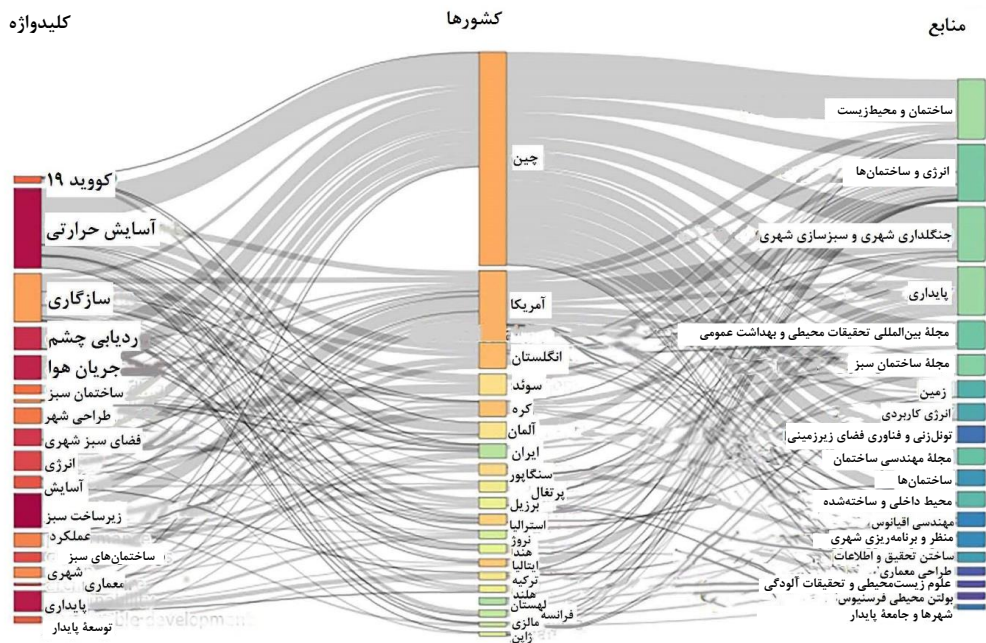 کلیدواژه
کشورها
منابع
کووید ۱۹
آسایش حرارتی
سازگاری
ردیابی چشم
جریان هوا
ساختمان سبز
طراحی شهر
فضای سبز شهری
انرژی
آسایش
زیرساخت سبز
عملکرد
ساختمان‌های سبز
شهری
معماری
پایداری
توسعهٔ پایدار
چین
آمریکا
انگلستان
سوئد
کره
آلمان
ایران
سنگاپور
پرتغال
برزیل
استرالیا
نروژ
هندا
ایتالیا
ترکیه
هلند
لهستان
فرانسه
مالزی
ژاپن
ساختمان و محیط‌زیست
انرژی و ساختمان‌ها
جنگلداری شهری و سبزسازی شهری
پایداری
مجلهٔ بین‌المللی تحقیقات محیطی و بهداشت عمومی
مجلهٔ ساختمان سبز
زمین
انرژی کاربردی
تونل‌زنی و فناوری فضای زیرزمینی
مجلهٔ مهندسی ساختمان
ساختمان‌ها
محیط داخلی و ساخته‌شده
مهندسی اقیانوس
منظر و برنامه‌ریزی شهری
ساختن تحقیق و اطلاعات
طراحی معماری
علوم زیست‌محیطی و تحقیقات آلودگی
بولتن محیطی فرسنیوس
شهرها و جامعهٔ پایدار